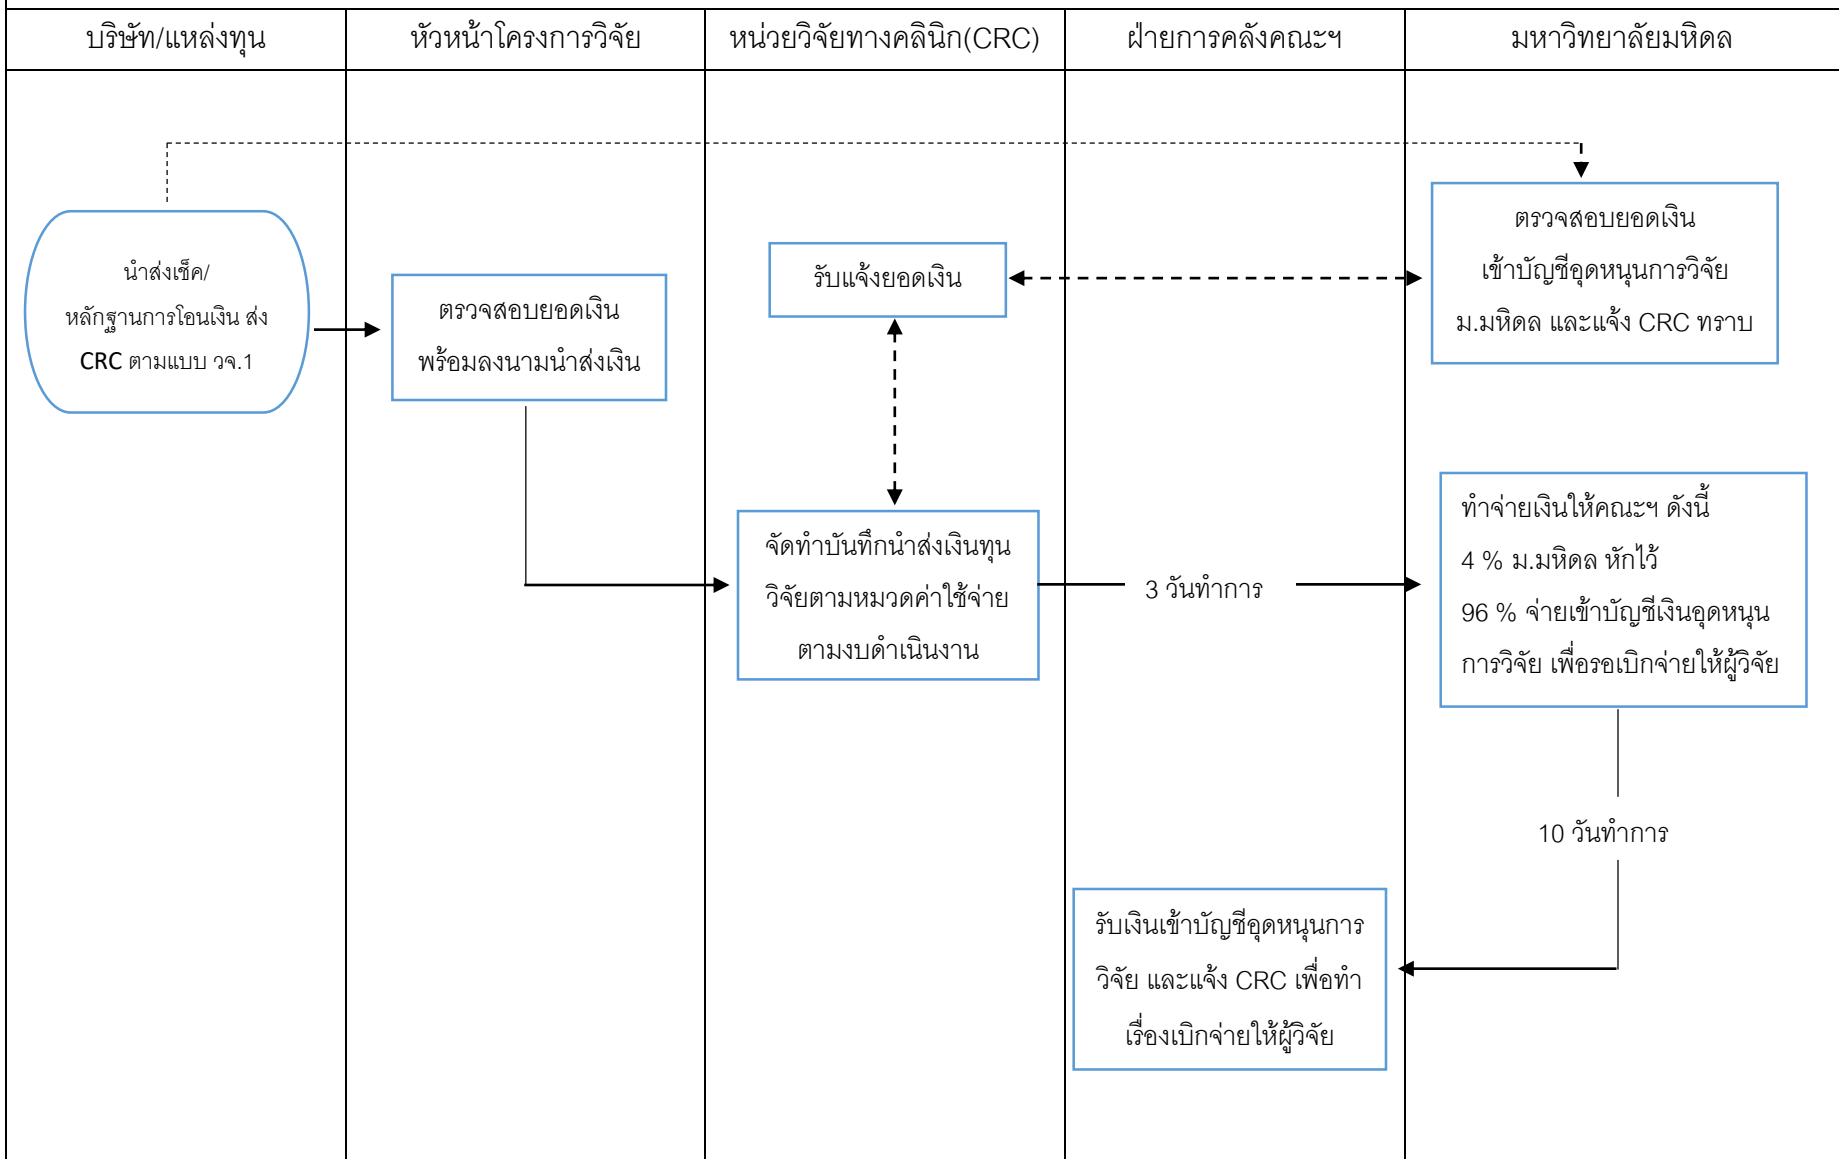 บริษัท/แหล่งทุน
หัวหน้าโครงการวิจัย
หน่วยวิจัยทางคลินิก(CRC)
ฝ่ายการคลังคณะฯ
มหาวิทยาลัยมหิดล
นำส่งเช็ค/
หลักฐานการโอนเงิน ส่ง
CRC ตามแบบ วจ.1
ตรวจสอบยอดเงิน
พร้อมลงนามนำส่งเงิน
รับแจ้งยอดเงิน
ตรวจสอบยอดเงิน
เข้าบัญชีอุดหนุนการวิจัย
ม.มหิดล และแจ้ง CRC ทราบ
จัดทำบันทึกนำส่งเงินทุน
วิจัยตามหมวดค่าใช้จ่าย
ตามงบดำเนินงาน
3 วันทำการ
ทำจ่ายเงินให้คณะฯ ดังนี้
4 % ม.มหิดล หักไว้
96 % จ่ายเข้าบัญชีเงินอุดหนุน
การวิจัย เพื่อรอเบิกจ่ายให้ผู้วิจัย
10 วันทำการ
รับเงินเข้าบัญชีอุดหนุนการ
วิจัย และแจ้ง CRC เพื่อทำ
เรื่องเบิกจ่ายให้ผู้วิจัย